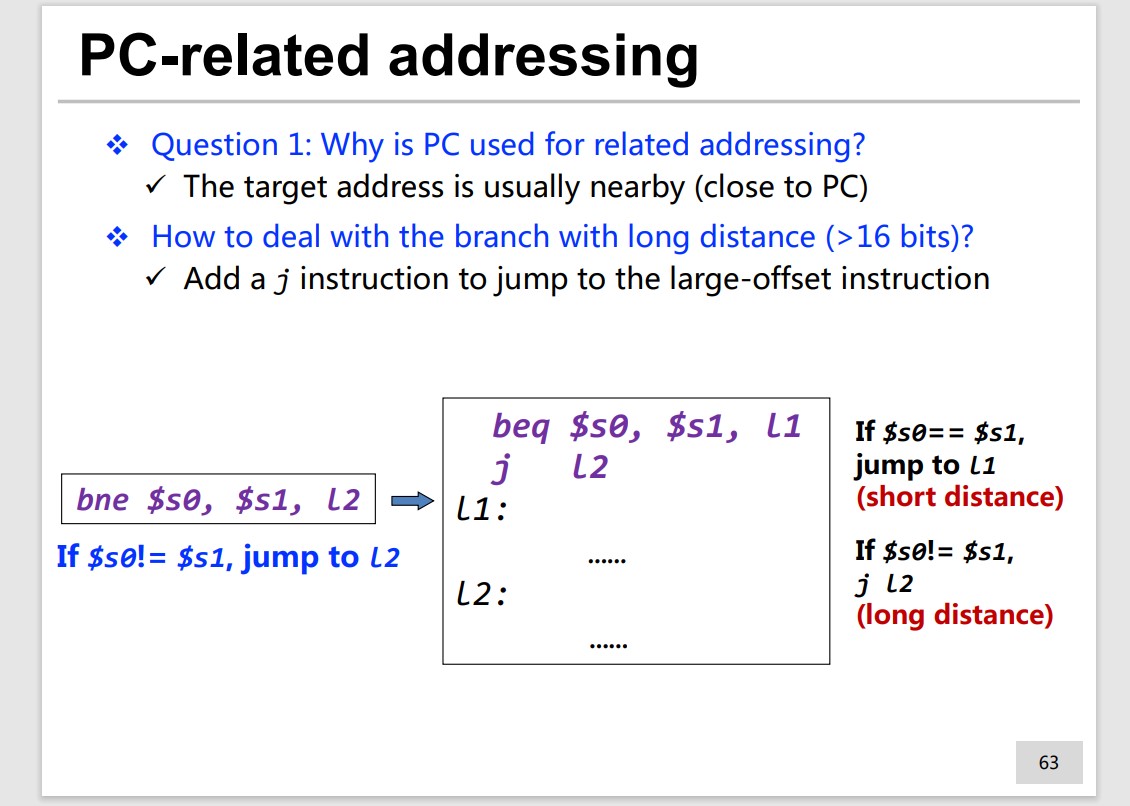 PC-related addressing
❖ Question 1: Why is PC used for related addressing?
✓ The target address is usually nearby (close to PC)
❖ How to deal with the branch with long distance (>16 bits)?
✓ Add a j instruction to jump to the large-offset instruction
bne $s0, $s1, l2
If $s0!= $s1, jump to l2
beq $s0, $s1, l1
j l2
l1:
......
l2:
......
If $s0== $s1,
jump to l1
(short distance)
If $s0!= $s1,
j l2
(long distance)
63